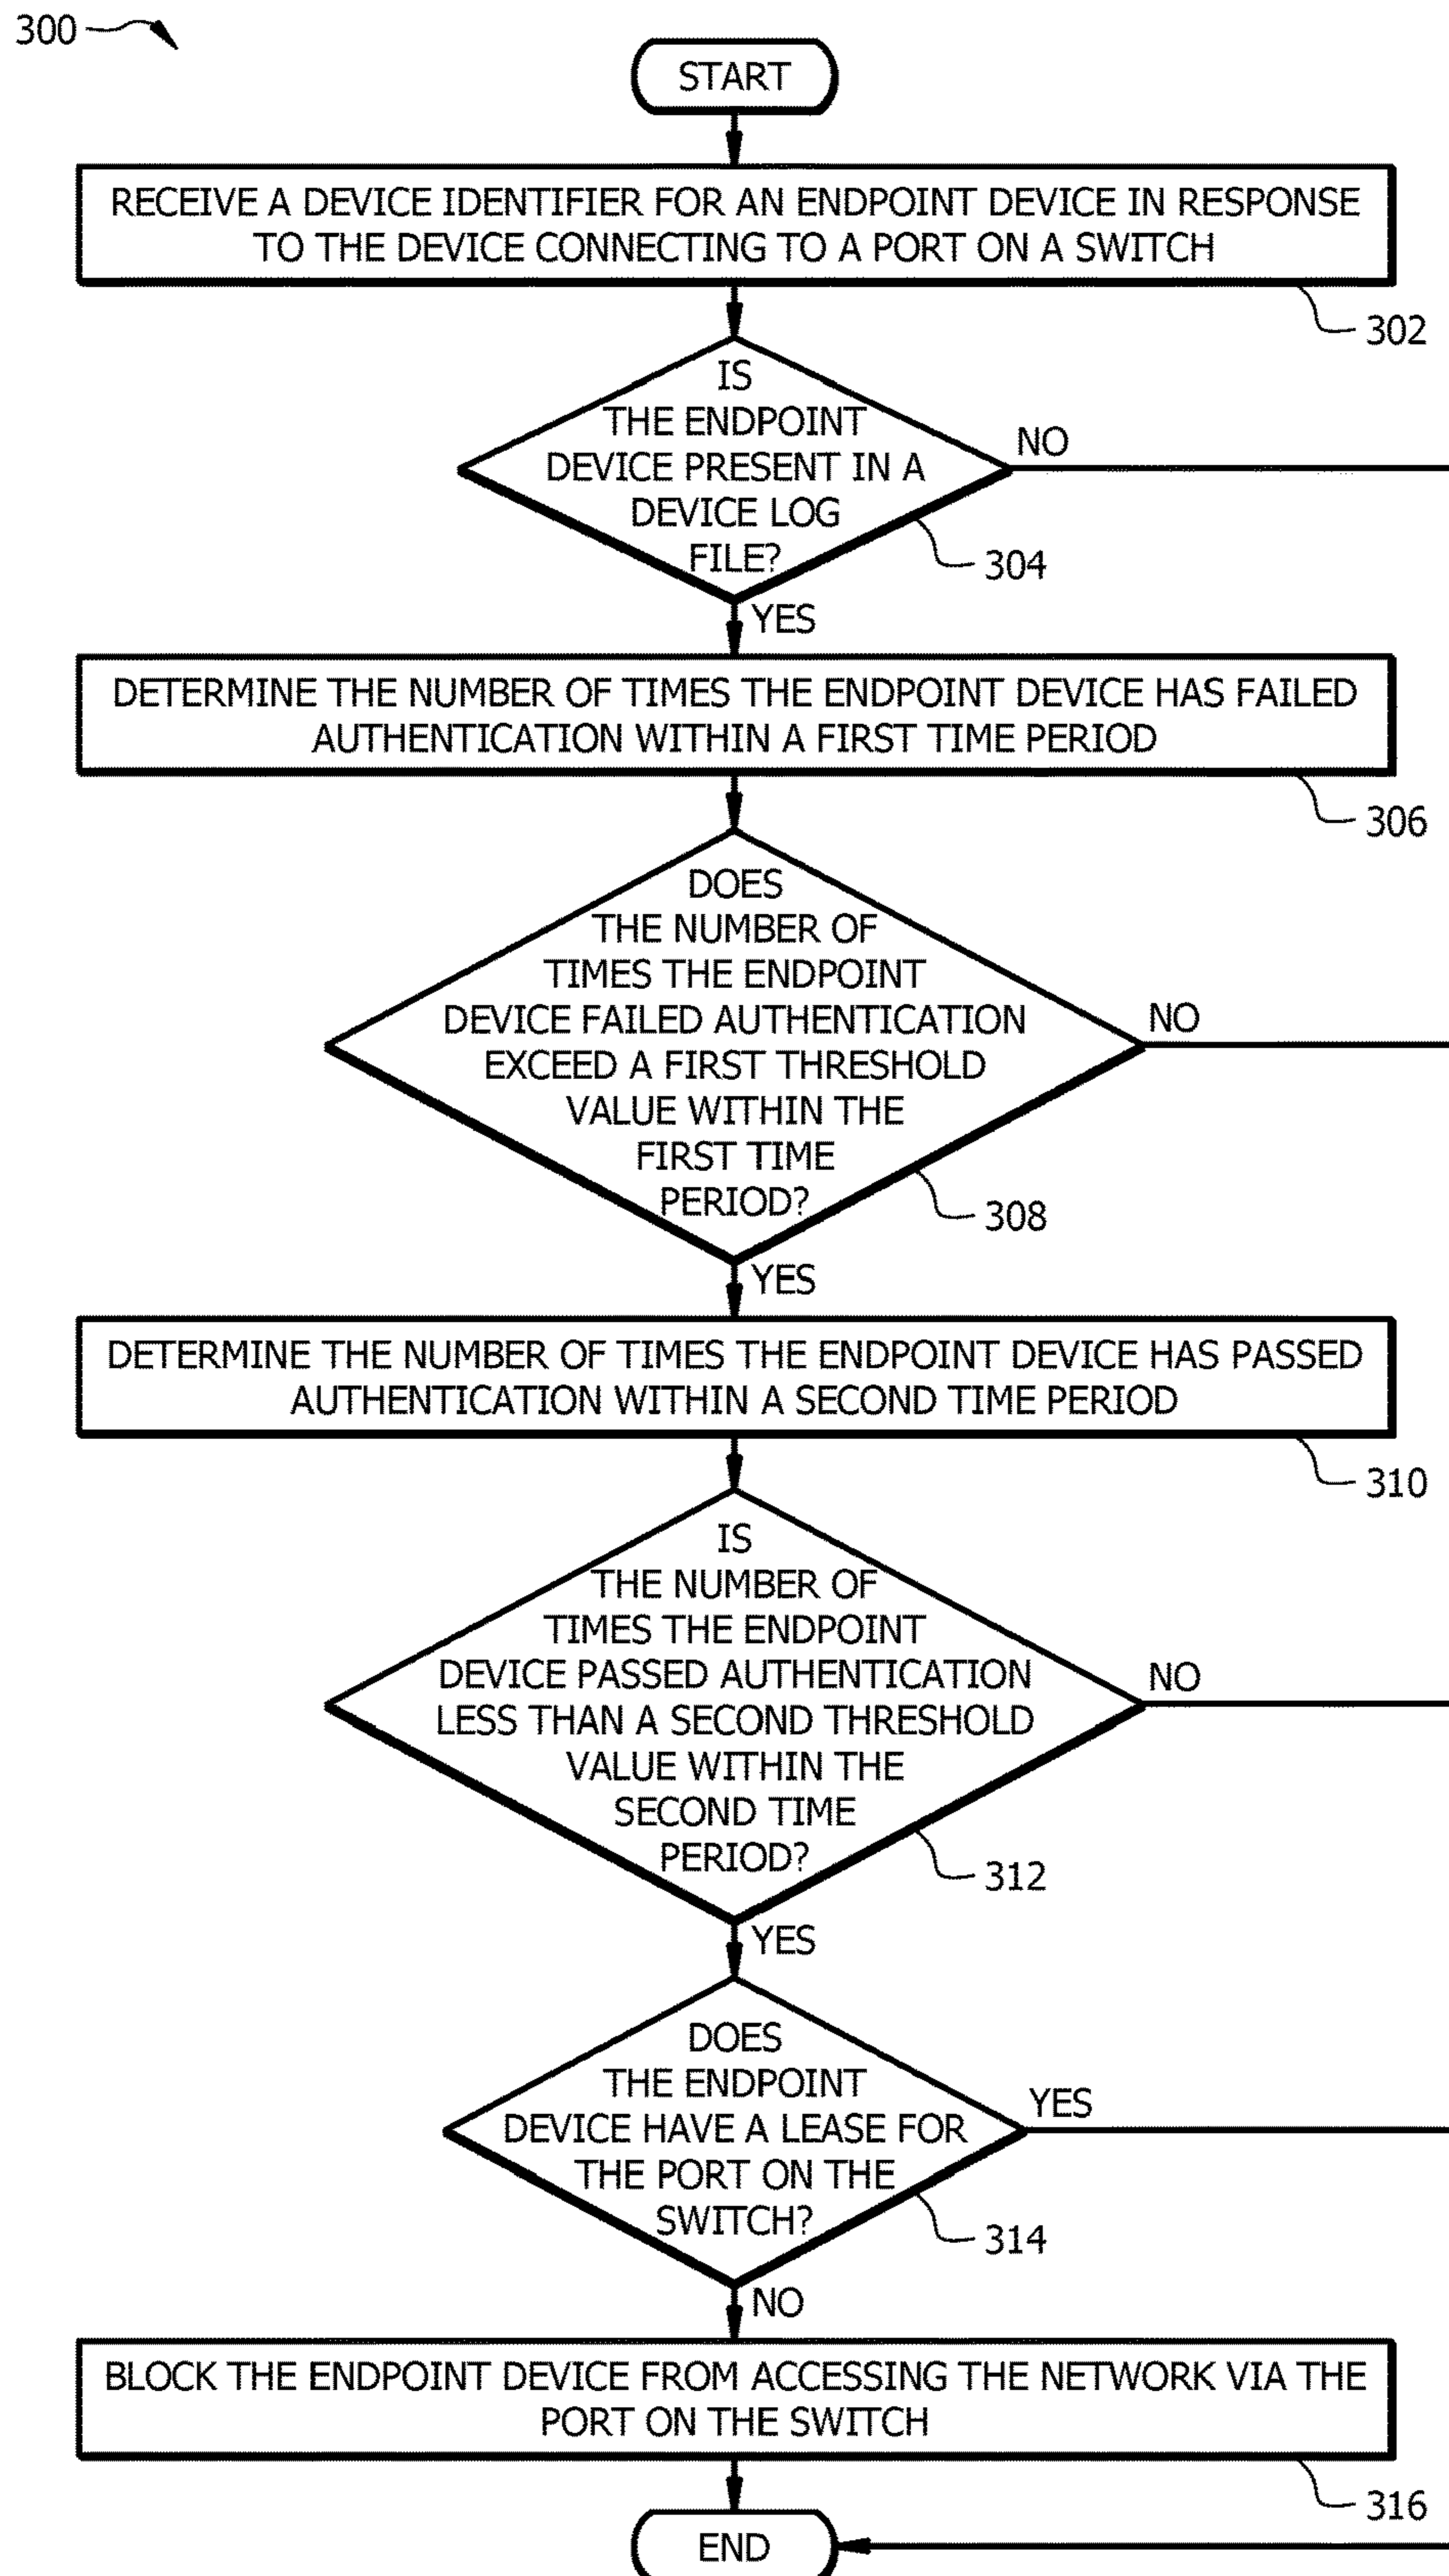 300
START
RECEIVE A DEVICE IDENTIFIER FOR AN ENDPOINT DEVICE IN RESPONSE
TO THE DEVICE CONNECTING TO A PORT ON A SWITCH
302
IS
THE ENDPOINT
DEVICE PRESENT IN A
DEVICE LOG
FILE?
NO
304
YES
DETERMINE THE NUMBER OF TIMES THE ENDPOINT DEVICE HAS FAILED
AUTHENTICATION WITHIN A FIRST TIME PERIOD
306
DOES
THE NUMBER OF
TIMES THE ENDPOINT
DEVICE FAILED AUTHENTICATION
EXCEED A FIRST THRESHOLD
VALUE WITHIN THE
FIRST TIME
PERIOD?
NO
308
YES
DETERMINE THE NUMBER OF TIMES THE ENDPOINT DEVICE HAS PASSED
AUTHENTICATION WITHIN A SECOND TIME PERIOD
310
IS
THE NUMBER OF
TIMES THE ENDPOINT
DEVICE PASSED AUTHENTICATION
LESS THAN A SECOND THRESHOLD
VALUE WITHIN THE
SECOND TIME
PERIOD?
NO
312
YES
DOES
THE ENDPOINT
DEVICE HAVE A LEASE FOR
THE PORT ON THE
SWITCH?
YES
314
NO
BLOCK THE ENDPOINT DEVICE FROM ACCESSING THE NETWORK VIA THE
PORT ON THE SWITCH
316
END